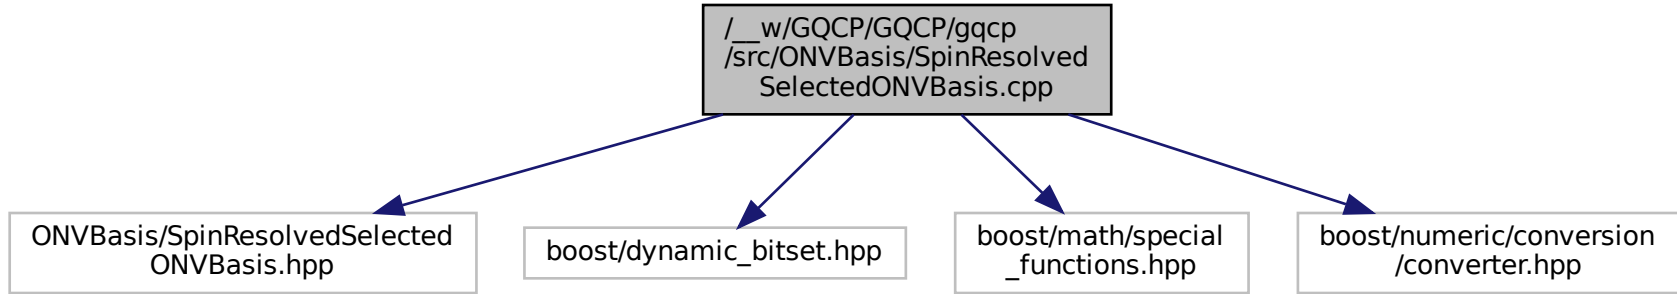 /__w/GQCP/GQCP/gqcp
/src/ONVBasis/SpinResolved
SelectedONVBasis.cpp
ONVBasis/SpinResolvedSelected
ONVBasis.hpp
boost/dynamic_bitset.hpp
boost/math/special
_functions.hpp
boost/numeric/conversion
/converter.hpp